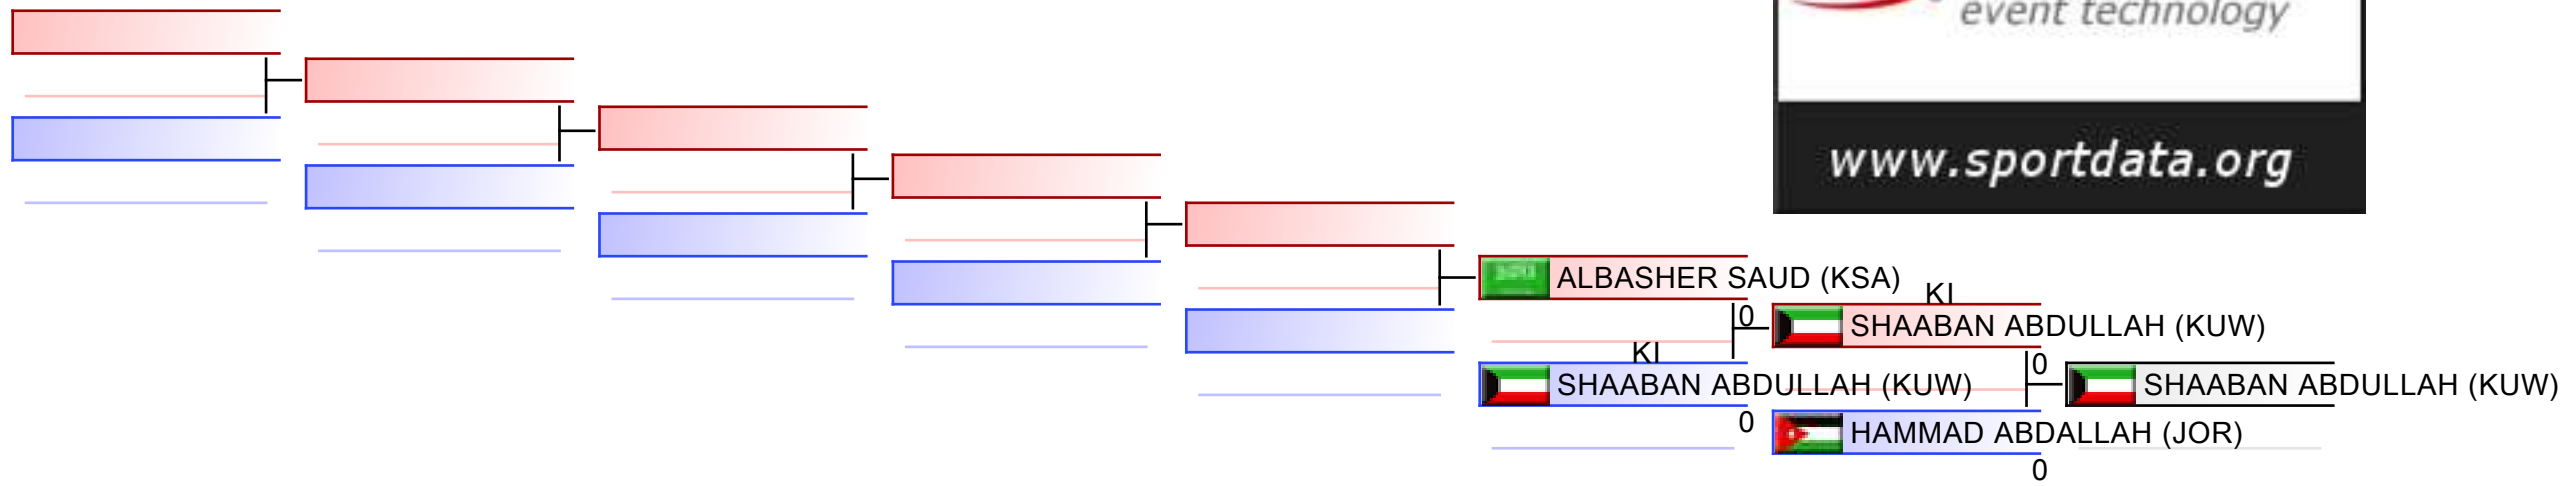 event technology
www.sportdata.org
ALBASHER SAUD (KSA)
0
KI
SHAABAN ABDULLAH (KUW)
0
KI
SHAABAN ABDULLAH (KUW)
0
HAMMAD ABDALLAH (JOR)
0
SHAABAN ABDULLAH (KUW)